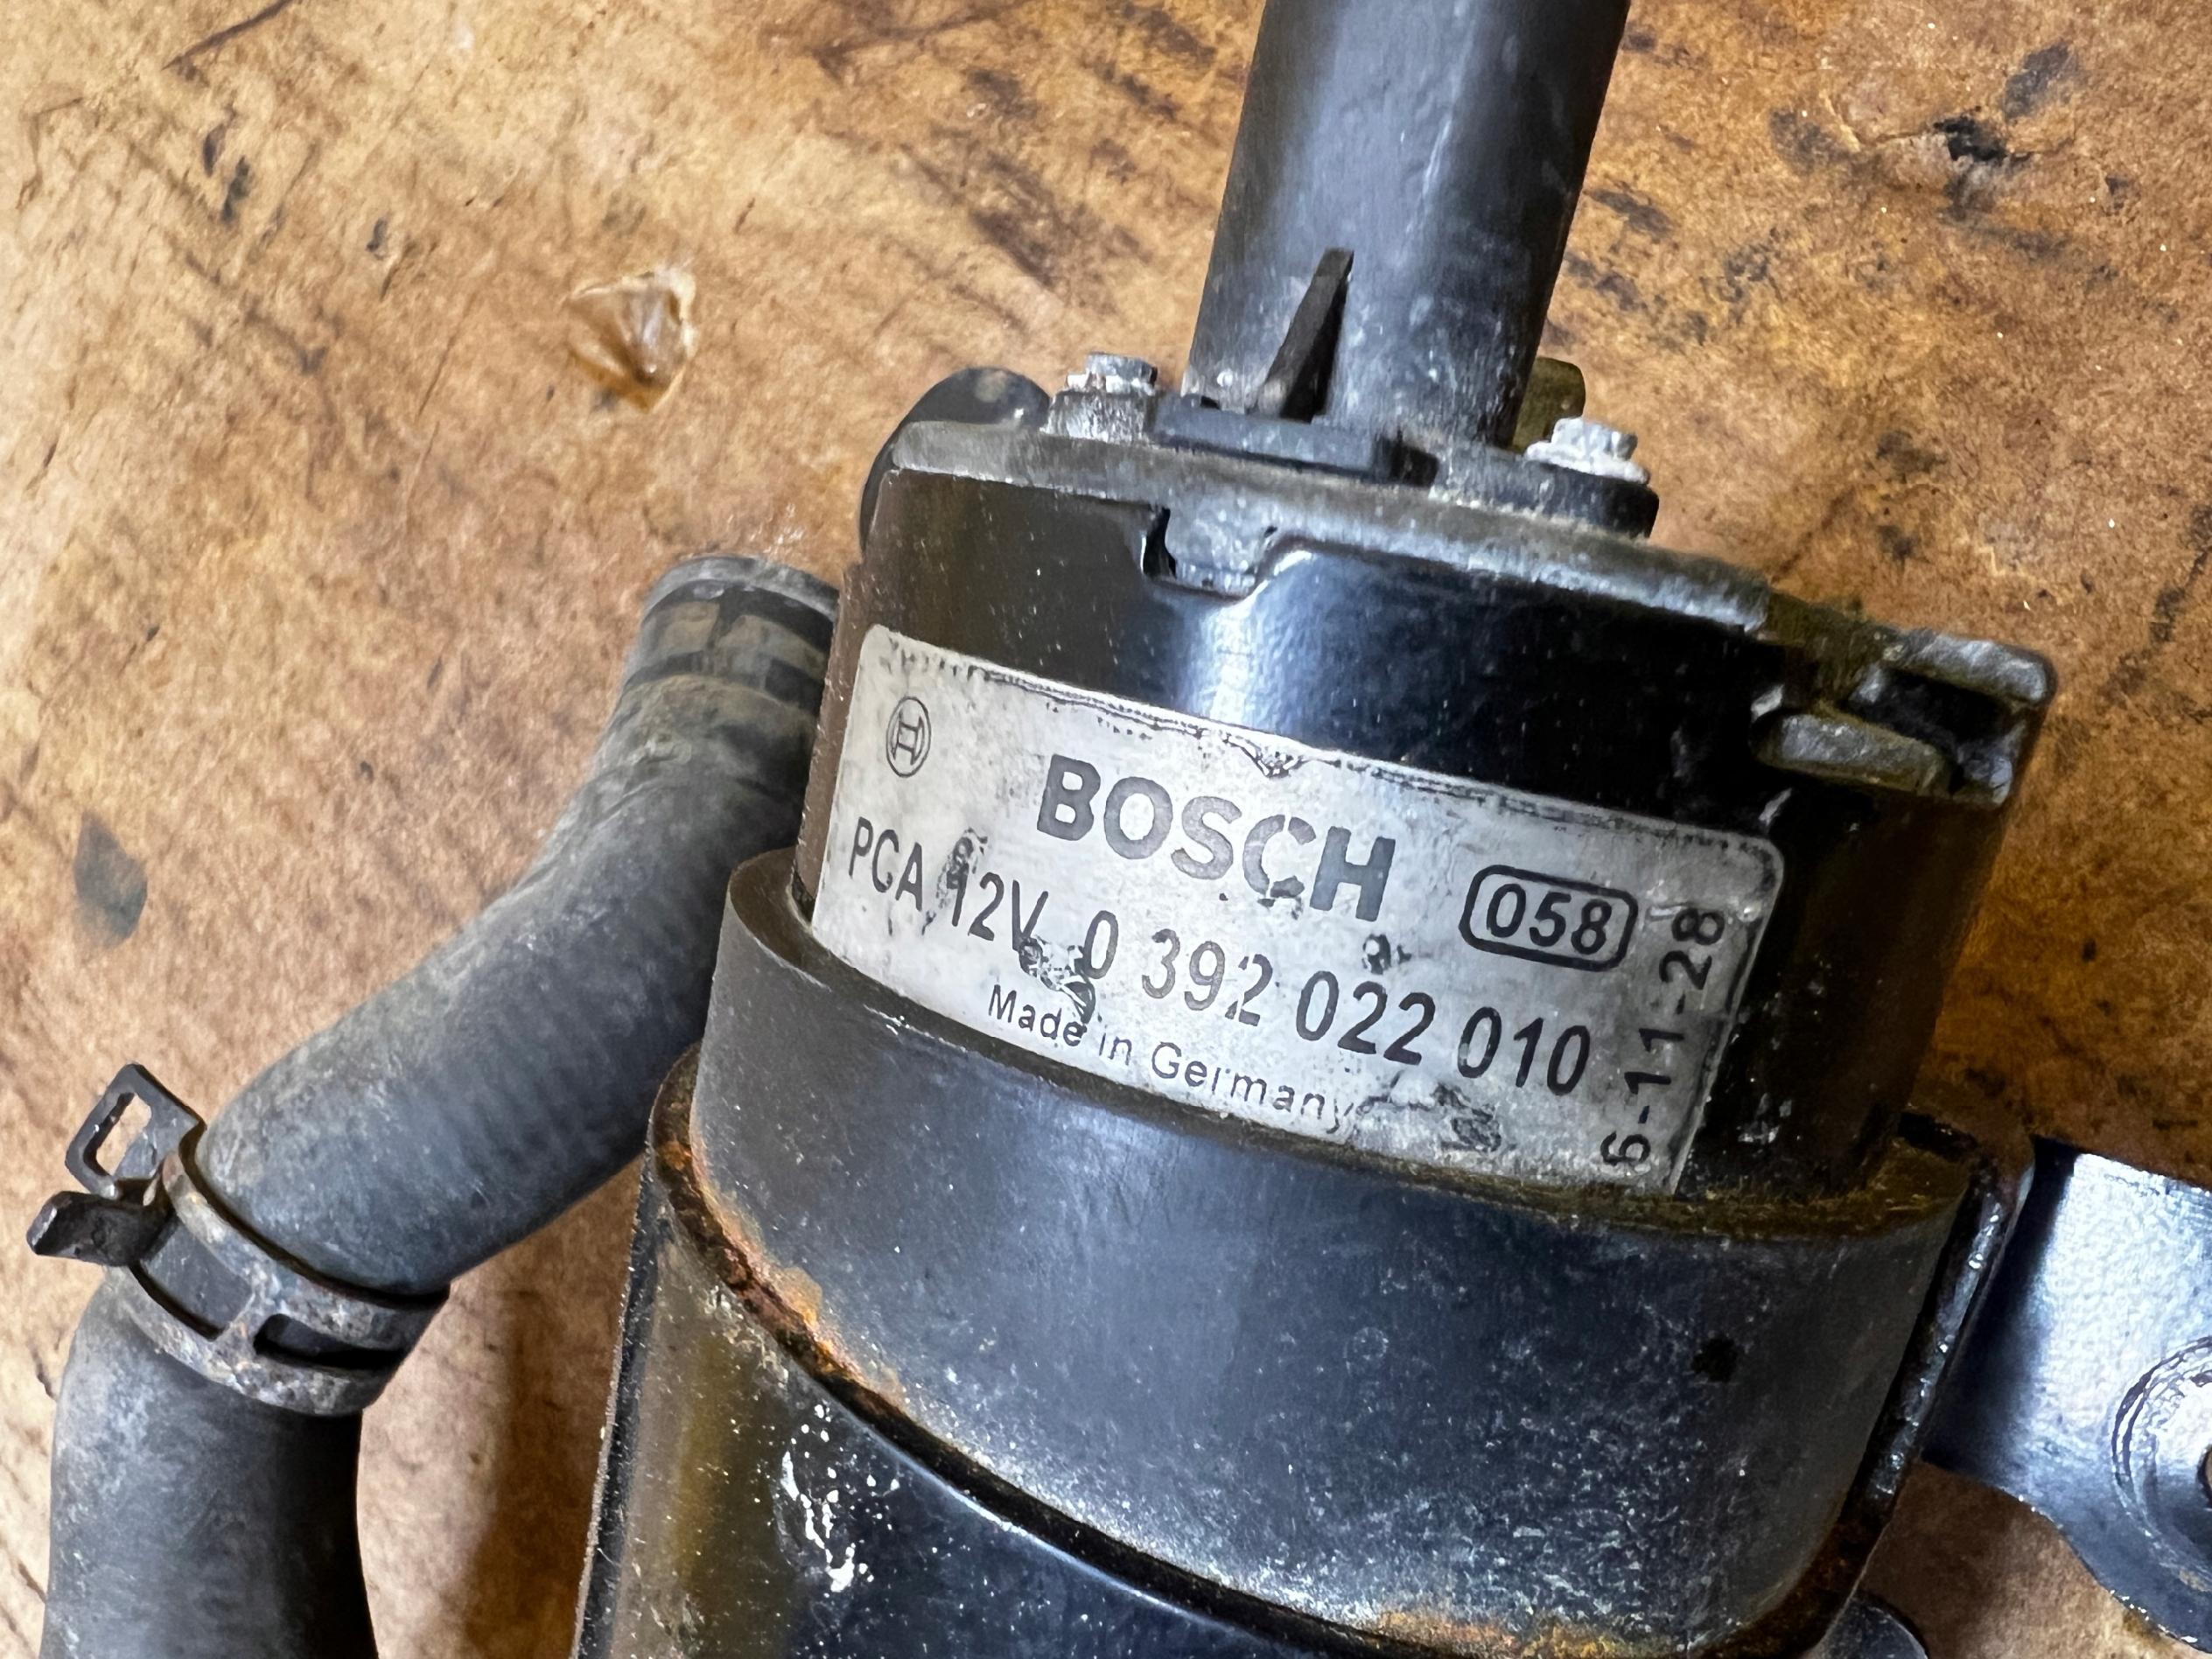 BOSCH
058
PCA 12V 0 392 022 010
Made in Germany
6-11-28